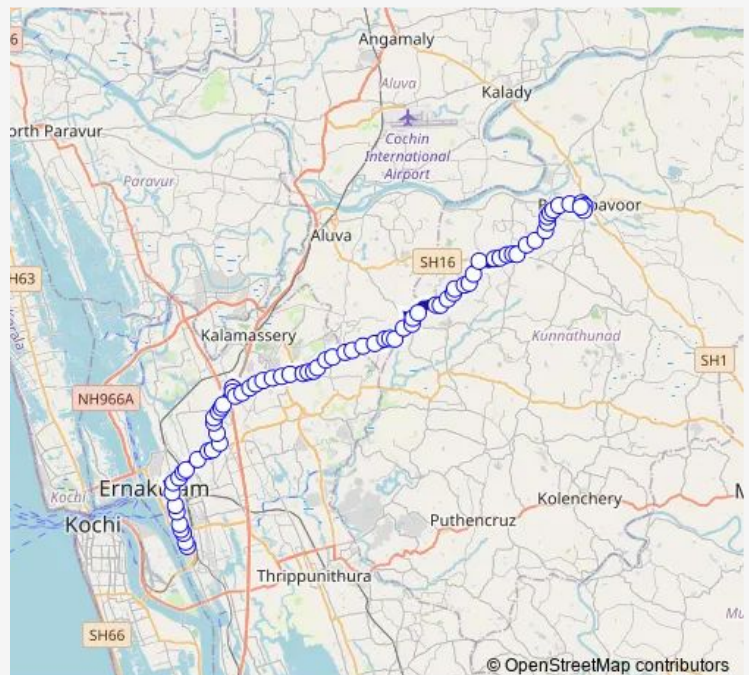 Angamaly
6
Aluva
Kalady
orth Paravur
Cochin
International
Airport
Paravur
Aluva
SH16
H63
Kalamassery
Kunnathunad
SH1
NH966A
Kochi
Kolenchery
Kochi
Puthencruz
Thrippunithura
SH66
© OpenStreetMap contributors